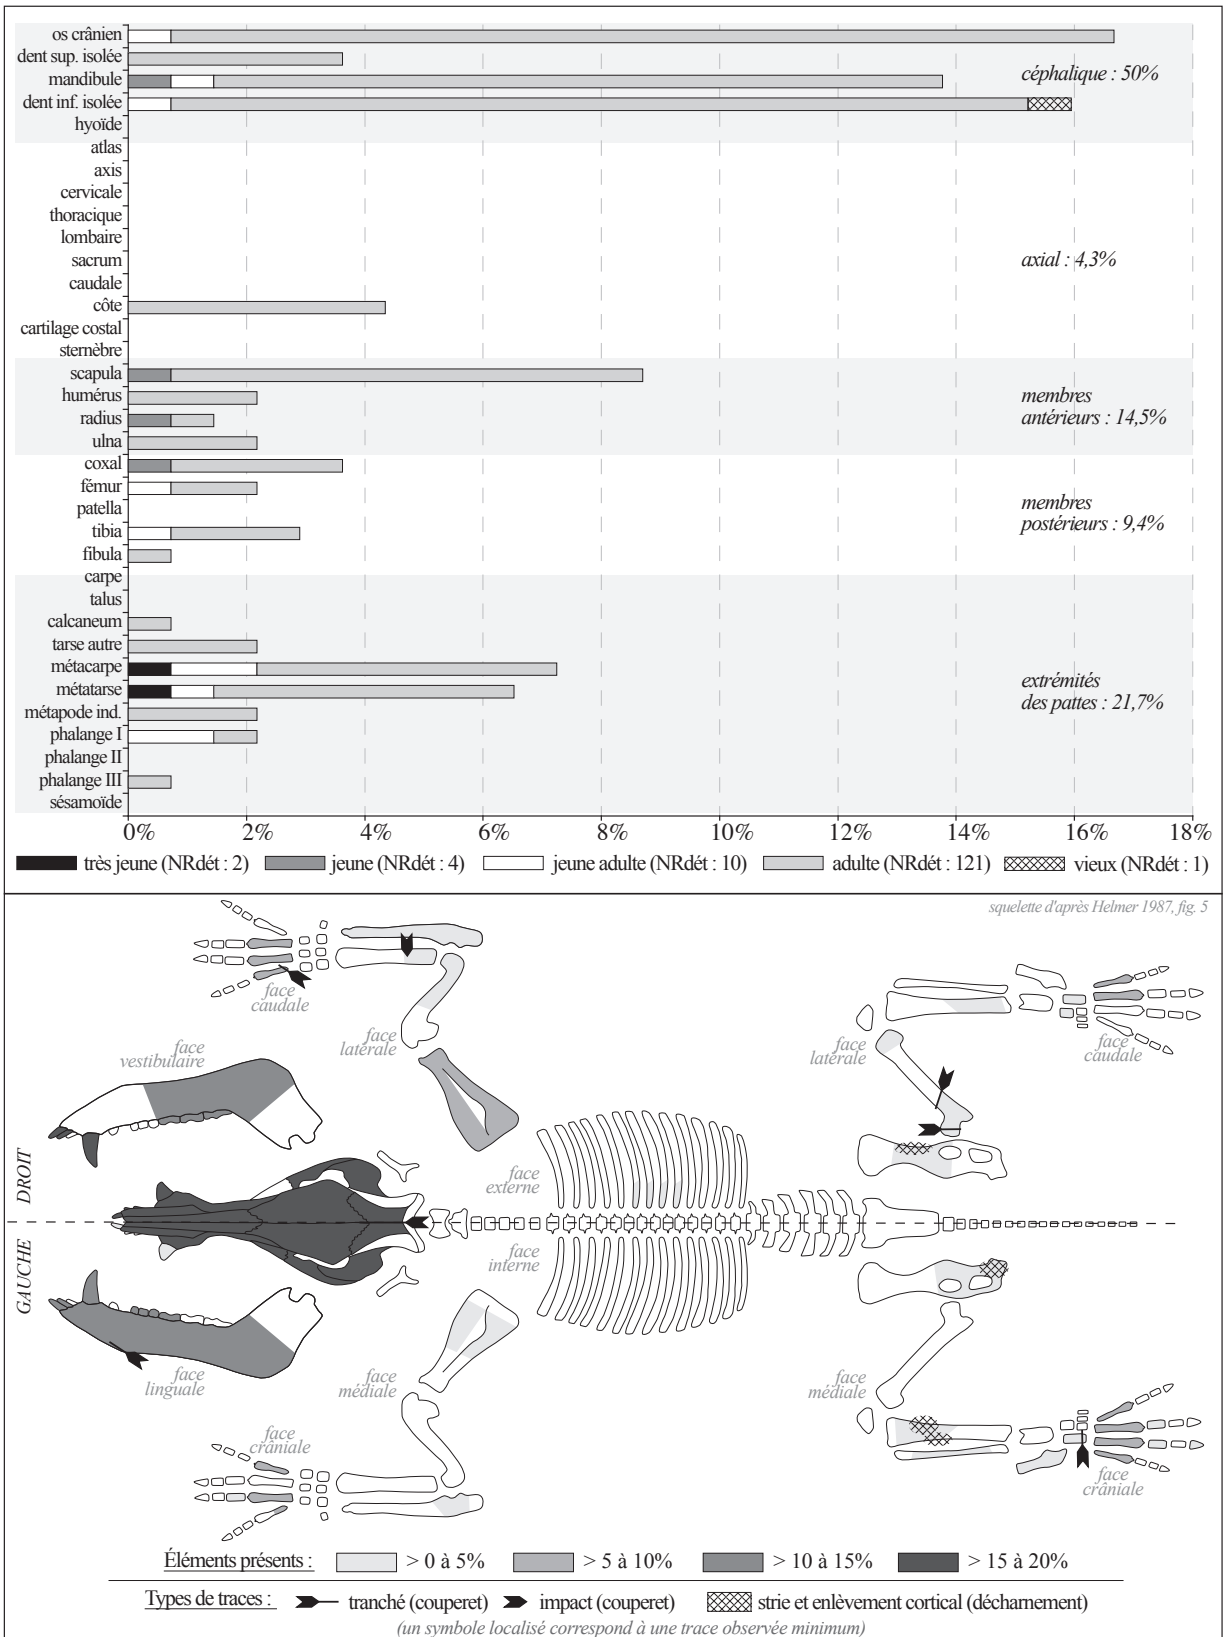 os crânien
dent sup. isolée
mandibule
céphalique : 50%
dent inf. isolée
hyoïde
atlas
axis
cervicale
thoracique
lombaire
sacrum
axial : 4,3%
caudale
côte
cartilage costal
sternèbre
scapula
humérus
membres
antérieurs : 14,5%
radius
ulna
coxal
fémur
patella
membres
postérieurs : 9,4%
tibia
fibula
carpe
talus
calcaneum
tarse autre
métacarpe
métatarse
extrémités
des pattes : 21,7%
métapode ind.
phalange I
phalange II
phalange III
sésamoïde
0% 2% 4% 6% 8% 10% 12% 14% 16% 18%
très jeune (NRdét : 2) jeune (NRdét : 4) jeune adulte (NRdét : 10) adulte (NRdét : 121) vieux (NRdét : 1)
squelette d'après Helmer 1987, fig. 5
face
caudale
face
latérale
face
vestibulaire
face
latérale
face
caudale
DROIT
face
externe
GAUCHE
face
interne
face
linguale
face
médiale
face
médiale
face
crâniale
face
crâniale
Éléments présents : > 0 à 5% > 5 à 10% > 10 à 15% > 15 à 20%
Types de traces : tranché (couperet) impact (couperet) strie et enlèvement cortical (décharnement)
(un symbole localisé correspond à une trace observée minimum)